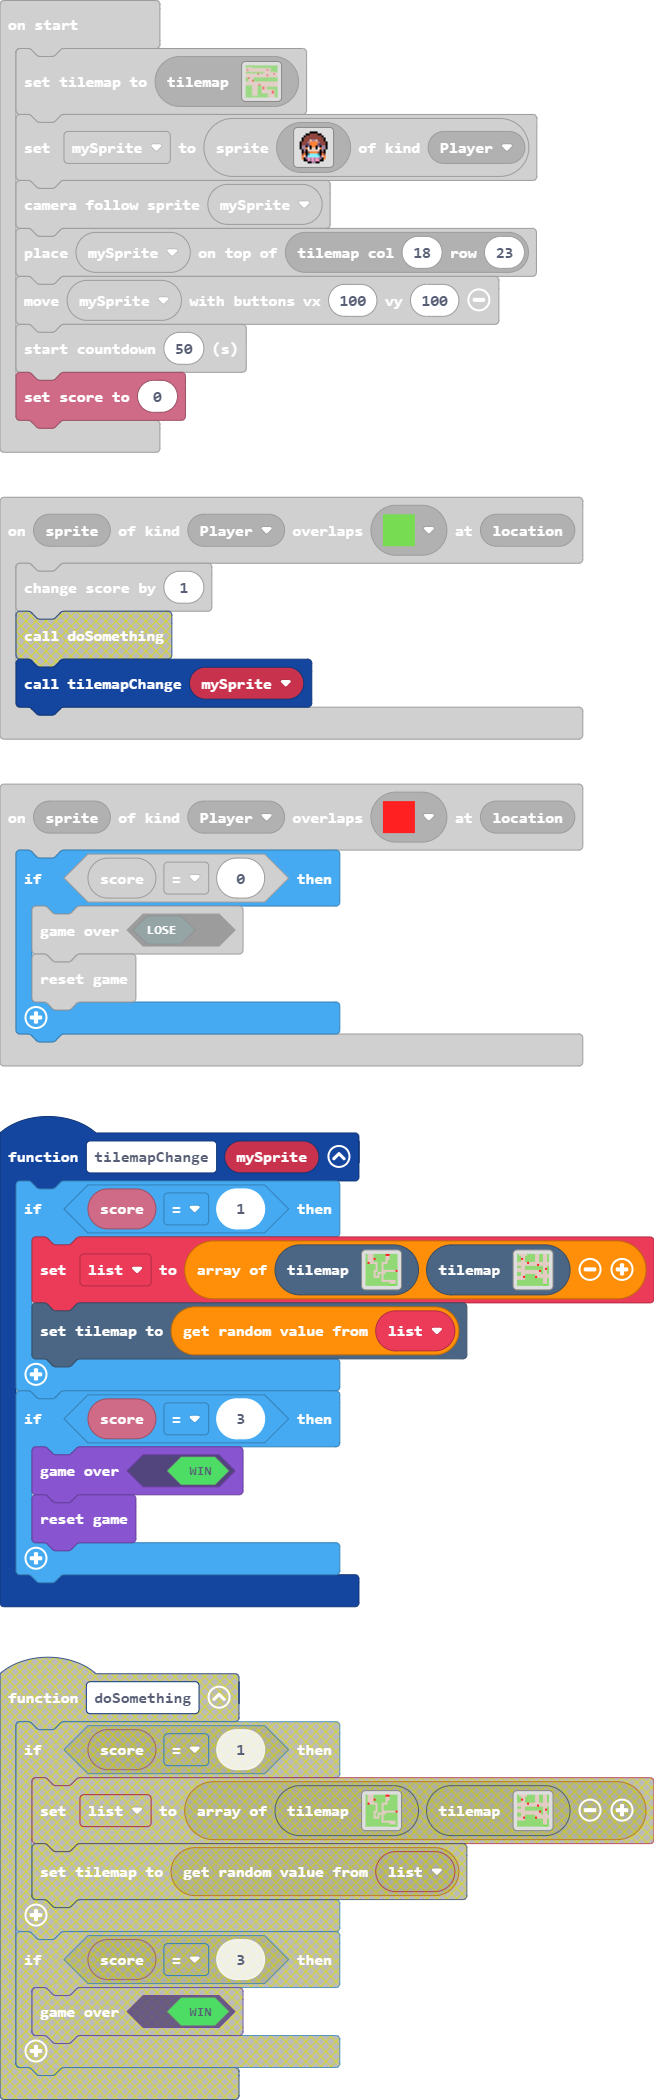 on start
set tilemap to tilemap
set mySprite to sprite of kind Player
camera follow sprite mySprite
place mySprite on top of tilemap col 18 row 23
move mySprite with buttons vx 100 vy 100
start countdown 50 (s)
set score to 0
on sprite of kind Player overlaps at location
change score by 1
call doSomething
call tilemapChange mySprite
on sprite of kind Player overlaps at location
if score = 0 then
game over LOSE
reset game
function tilemapChange mySprite
if score = 1 then
set list to array of tilemap tilemap
set tilemap to get random value from list
if score = 3 then
game over WIN
reset game
function doSomething
if score = 1 then
set list to array of tilemap tilemap
set tilemap to get random value from list
if score = 3 then
game over WIN